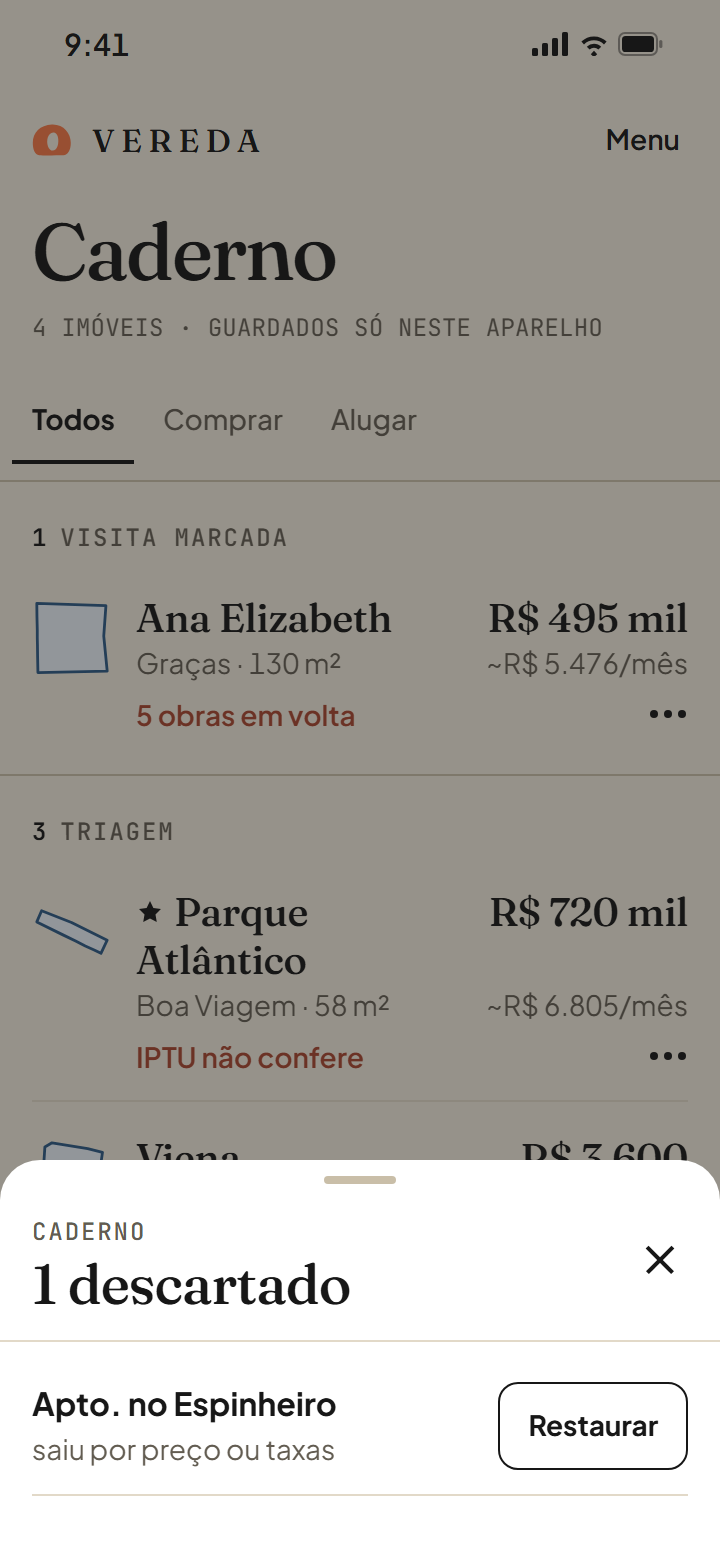 9:41
VEREDA
Menu
Caderno
4 IMÓVEIS · GUARDADOS SÓ NESTE APARELHO
Todos Comprar Alugar
1 VISITA MARCADA
Ana Elizabeth R$ 495 mil
Graças · 130 m² ~R$ 5.476/mês
5 obras em volta
3 TRIAGEM
★ Parque R$ 720 mil
Atlântico
Boa Viagem · 58 m² ~R$ 6.805/mês
IPTU não confere
Viena R$ 3.600
CADERNO
1 descartado
Apto. no Espinheiro
saiu por preço ou taxas
Restaurar